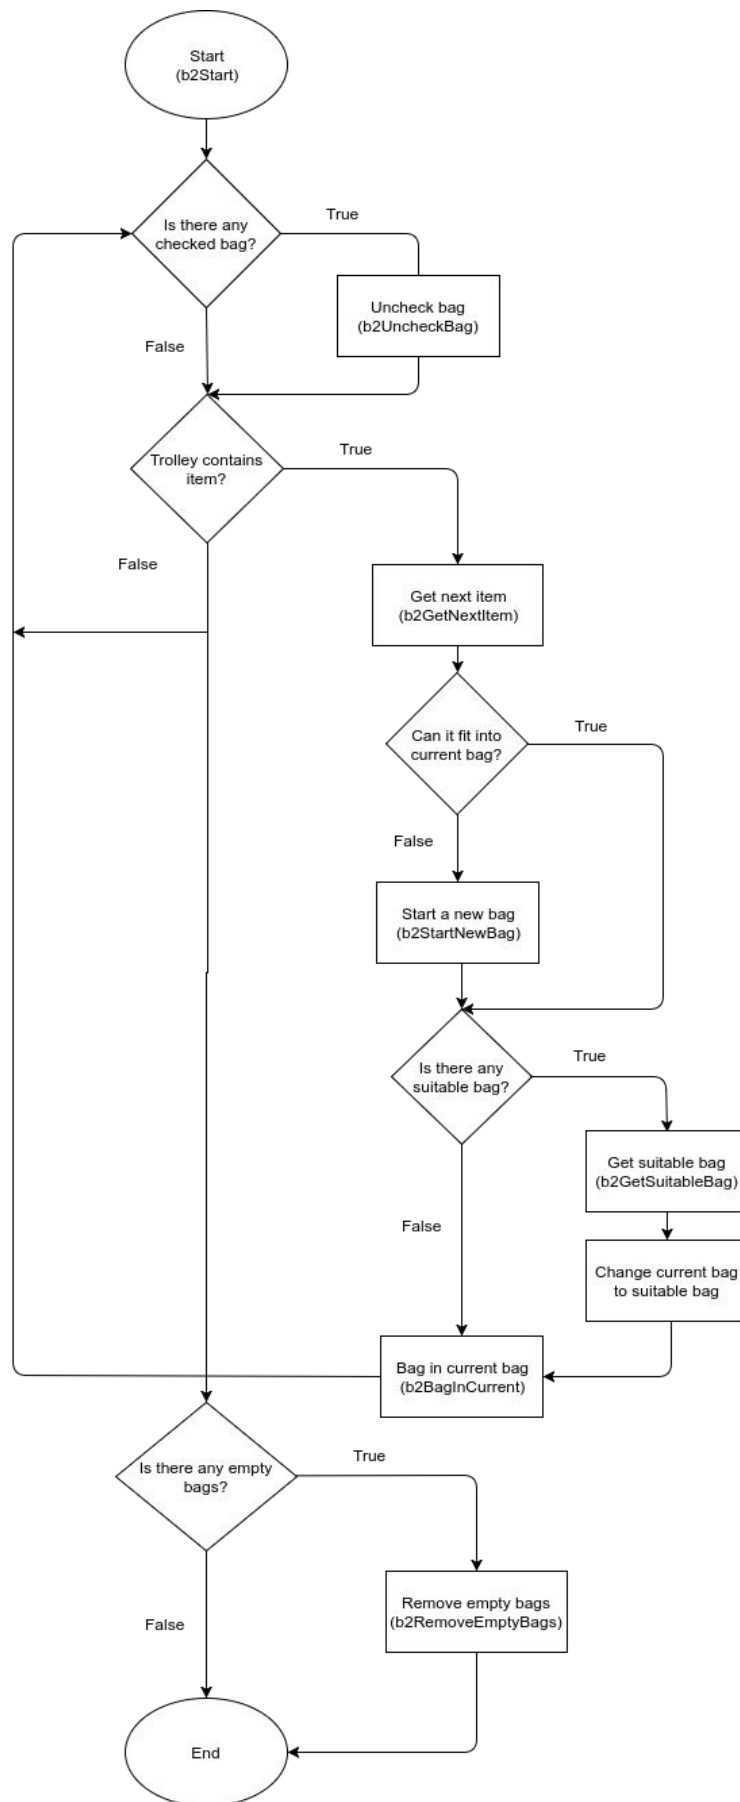 Start
(b2Start)
Is there any
checked bag?
True
Uncheck bag
(b2UncheckBag)
False
Trolley contains
item?
True
False
Get next item
(b2GetNextItem)
Can it fit into
current bag?
True
False
Start a new bag
(b2StartNewBag)
Is there any
suitable bag?
True
Get suitable bag
(b2GetSuitableBag)
False
Change current bag
to suitable bag
Bag in current bag
(b2BagInCurrent)
Is there any empty
bags?
True
Remove empty bags
(b2RemoveEmptyBags)
False
End